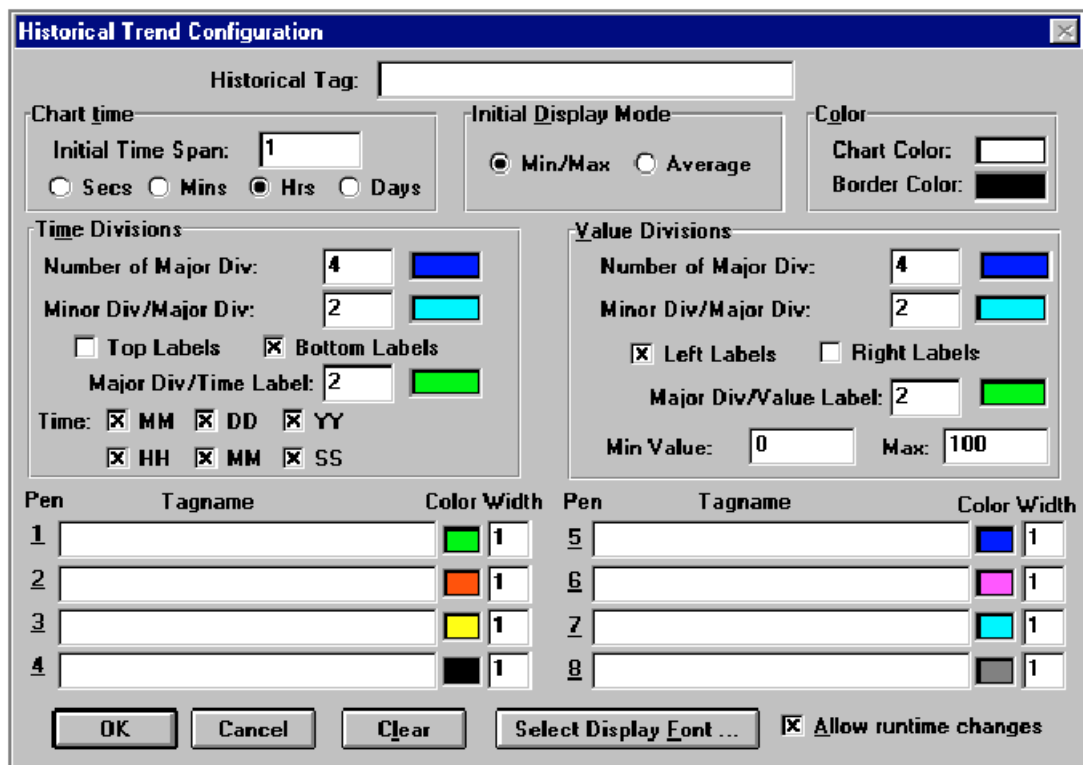 Historical Trend Configuration
Historical Tag:
Chart time
Initial Time Span: 1
Secs Mins Hrs Days
Initial Display Mode
Min/Max Average
Color
Chart Color:
Border Color:
Time Divisions
Number of Major Div: 4
Minor Div/Major Div: 2
Top Labels Bottom Labels
Major Div/Time Label: 2
Time: MM DD YY
HH MM SS
Value Divisions
Number of Major Div: 4
Minor Div/Major Div: 2
Left Labels Right Labels
Major Div/Value Label: 2
Min Value: 0 Max: 100
Pen Tagname Color Width
1 1
2 1
3 1
4 1
Pen Tagname Color Width
5 1
6 1
7 1
8 1
OK Cancel Clear Select Display Font ... Allow runtime changes